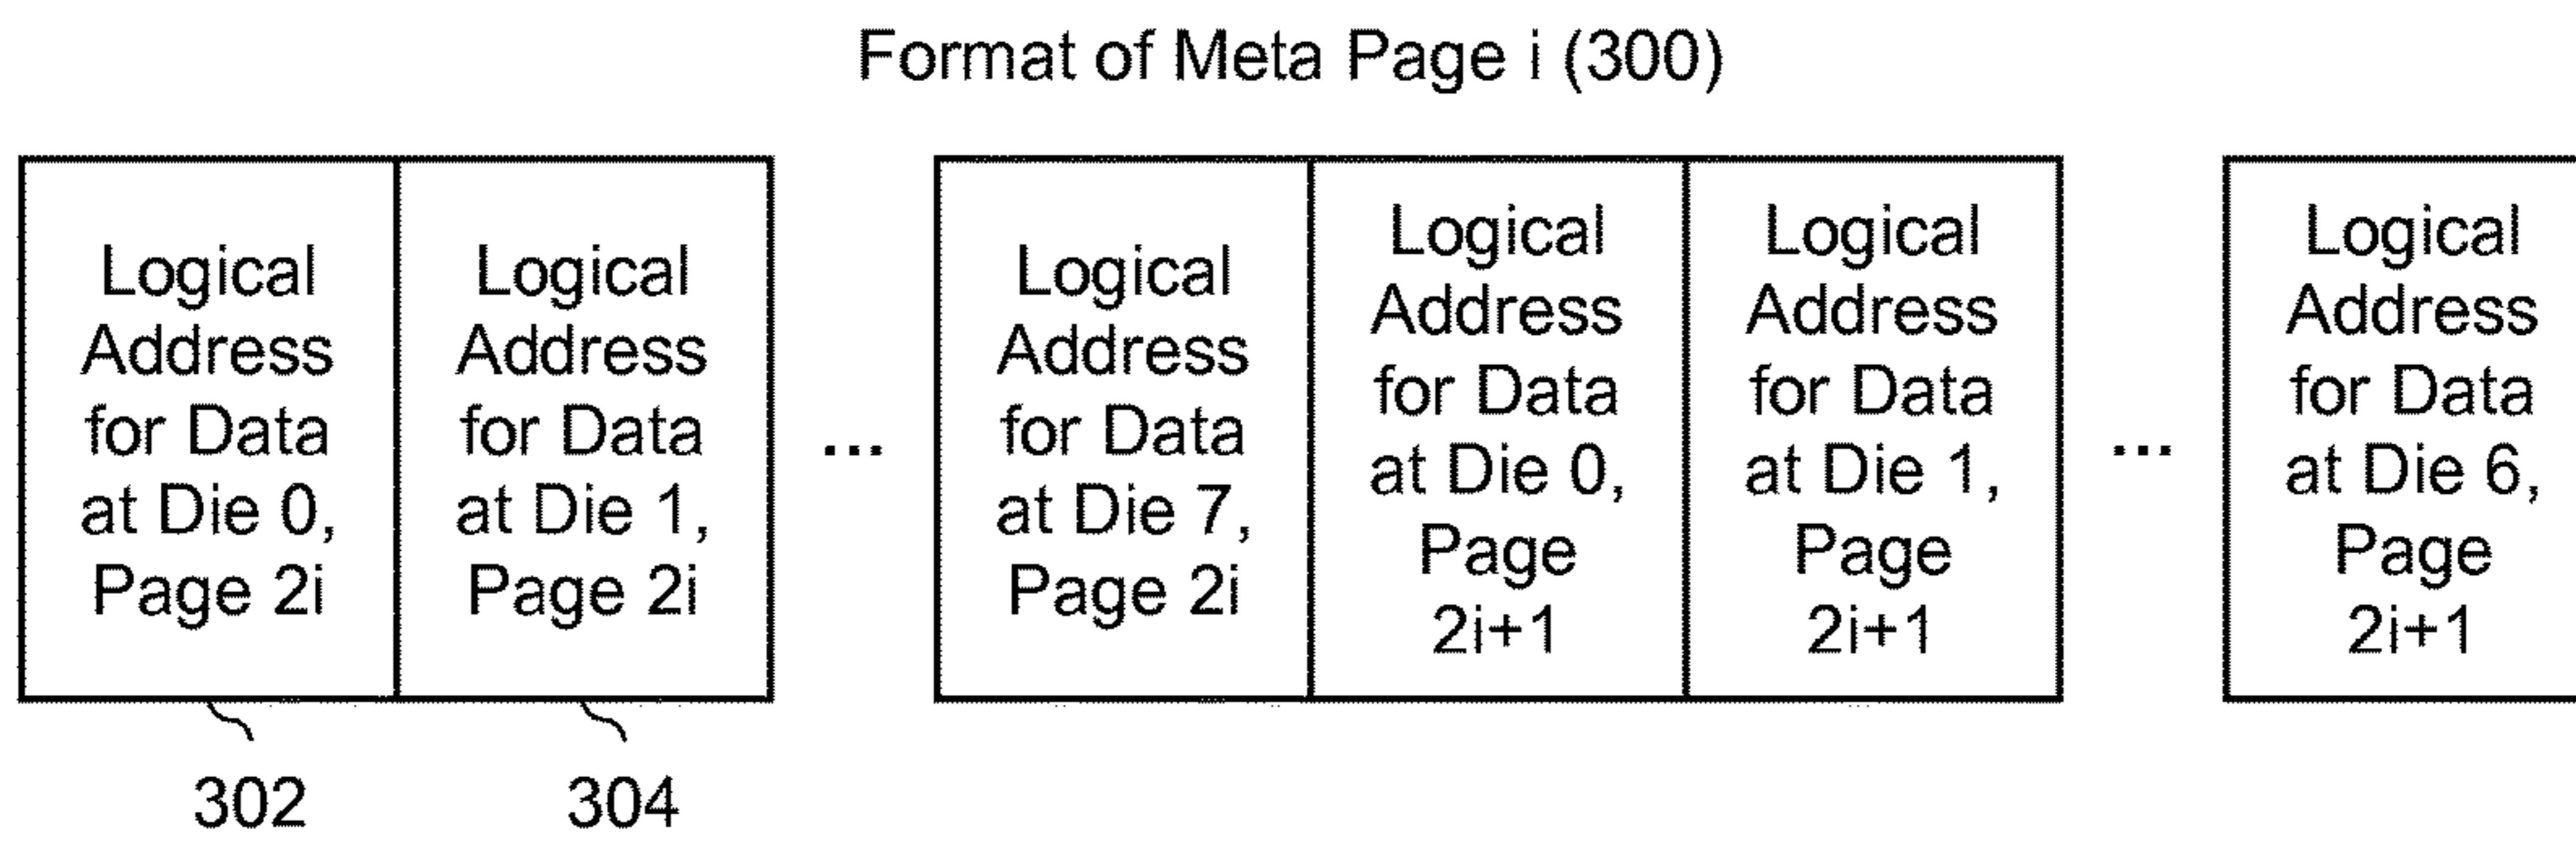 Format of Meta Page i (300)
Logical
Address
for Data
at Die 0,
Page 2i
Logical
Address
for Data
at Die 1,
Page 2i
...
Logical
Address
for Data
at Die 7,
Page 2i
Logical
Address
for Data
at Die 0,
Page
2i+1
Logical
Address
for Data
at Die 1,
Page
2i+1
...
Logical
Address
for Data
at Die 6,
Page
2i+1
302
304